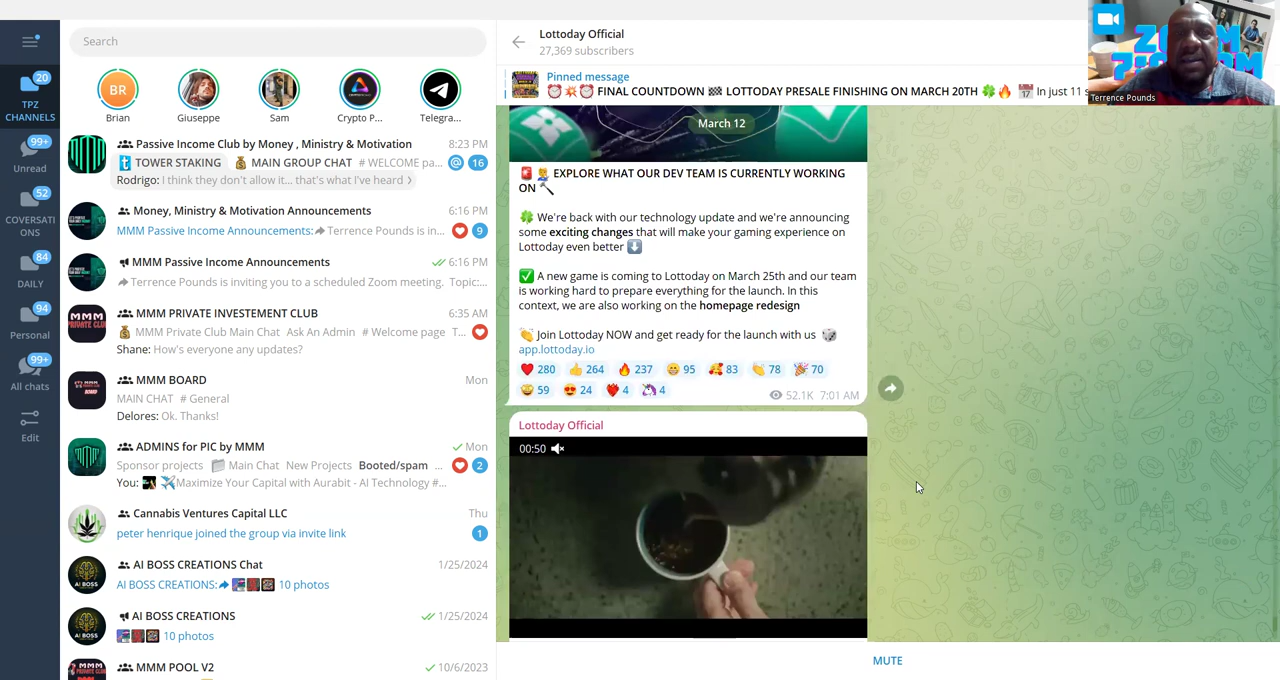 Search
20
TPZ
CHANNELS
99+
Unread
52
COVERSATI
ONS
84
DAILY
94
Personal
99+
All chats
Edit
BR
Brian
Giuseppe
Sam
Crypto P...
Telegra...
Passive Income Club by Money , Ministry & Motivation
8:23 PM
TOWER STAKING 💰 MAIN GROUP CHAT # WELCOME pa...
@ 16
Rodrigo: I think they don't allow it... that's what I've heard >
Money, Ministry & Motivation Announcements
6:16 PM
MMM Passive Income Announcements: Terrence Pounds is in...
9
MMM Passive Income Announcements
6:16 PM
Terrence Pounds is inviting you to a scheduled Zoom meeting. Topic:...
MMM PRIVATE INVESTEMENT CLUB
6:35 AM
💰 MMM Private Club Main Chat Ask An Admin # Welcome page T...
Shane: How's everyone any updates?
MMM BOARD
Mon
MAIN CHAT # General
Delores: Ok. Thanks!
ADMINS for PIC by MMM
Mon
Sponsor projects Main Chat New Projects Booted/spam ...
2
You: ✈️Maximize Your Capital with Aurabit - AI Technology #...
Cannabis Ventures Capital LLC
Thu
peter henrique joined the group via invite link
1
AI BOSS CREATIONS Chat
1/25/2024
AI BOSS CREATIONS: 10 photos
AI BOSS CREATIONS
1/25/2024
10 photos
MMM POOL V2
10/6/2023
Lottoday Official
27,369 subscribers
Pinned message
⏰💥⏰ FINAL COUNTDOWN 🏁 LOTTODAY PRESALE FINISHING ON MARCH 20TH 🍀🔥 📅 In just 11 s
Terrence Pounds
March 12
🚨👨‍💻 EXPLORE WHAT OUR DEV TEAM IS CURRENTLY WORKING
ON 🔨
🍀 We're back with our technology update and we're announcing
some exciting changes that will make your gaming experience on
Lottoday even better ⬇️
✅ A new game is coming to Lottoday on March 25th and our team
is working hard to prepare everything for the launch. In this
context, we are also working on the homepage redesign
👏 Join Lottoday NOW and get ready for the launch with us 🎲
app.lottoday.io
❤️ 280 👍 264 🔥 237 😁 95 🥰 83 👏 78 🎉 70
🤩 59 😍 24 4 🦄 4
52.1K 7:01 AM
Lottoday Official
00:50
MUTE